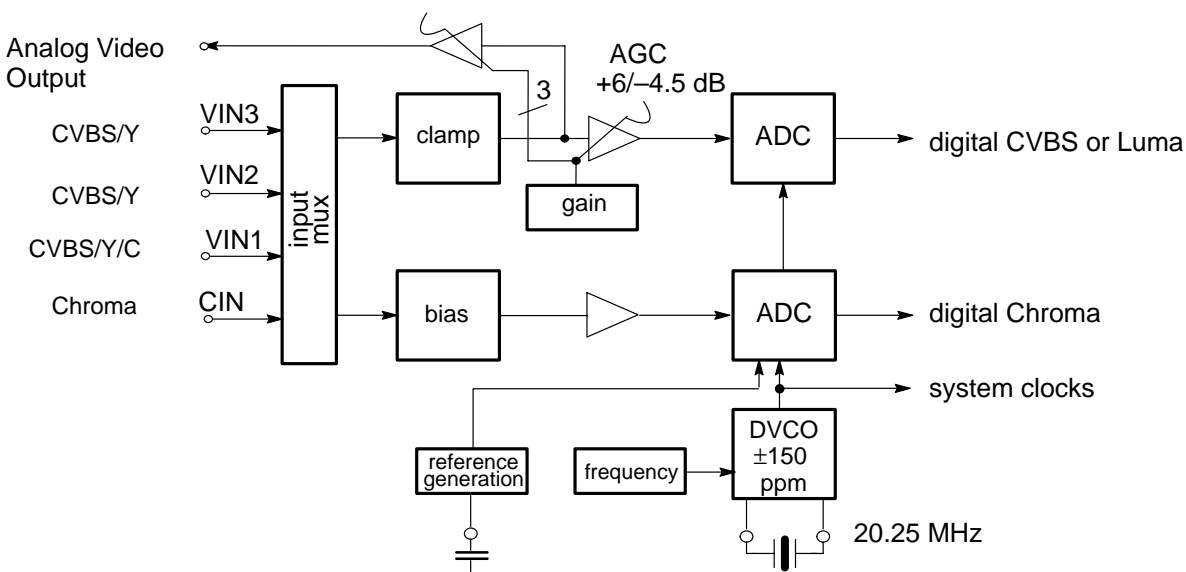 Analog Video
Output
AGC
+6/–4.5 dB
3
CVBS/Y
VIN3
clamp
ADC
digital CVBS or Luma
CVBS/Y
VIN2
gain
input
mux
CVBS/Y/C
VIN1
Chroma
CIN
bias
ADC
digital Chroma
system clocks
reference
generation
frequency
DVCO
±150
ppm
20.25 MHz